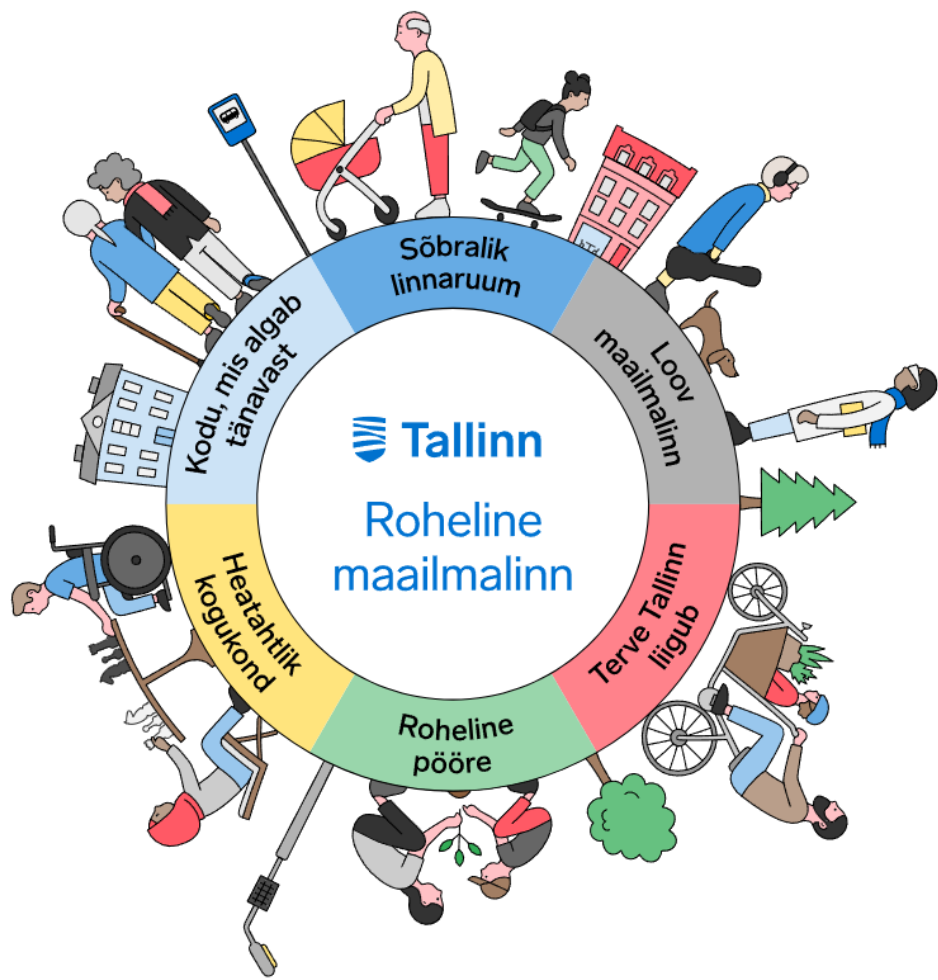 Sõbralik
linnaruum
Loov
maailmalinn
Terve Tallinn
liigub
Roheline
pööre
Heatahtlik
kogukond
Kodu, mis algab
tänavast
Tallinn
Roheline
maailmalinn